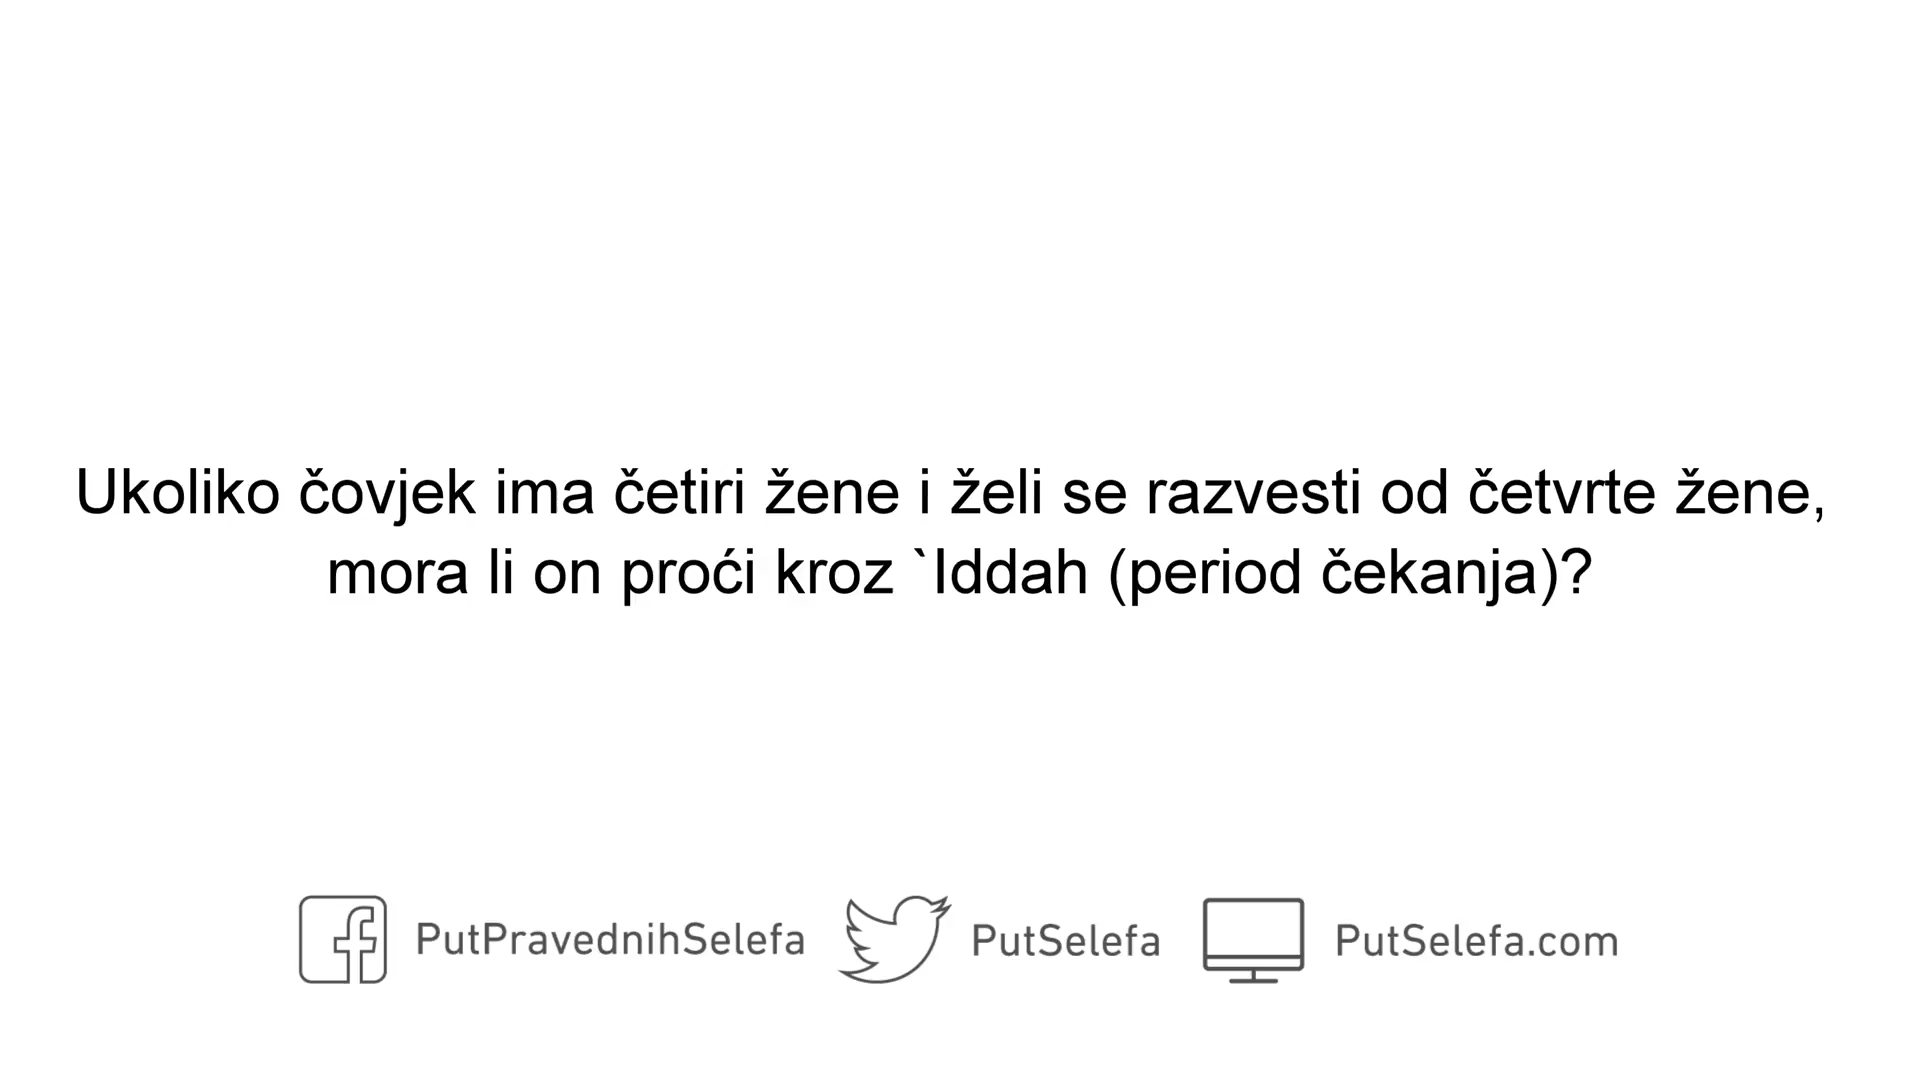 Ukoliko čovjek ima četiri žene i želi se razvesti od četvrte žene,
mora li on proći kroz `Iddah (period čekanja)?
PutPravednihSelefa PutSelefa PutSelefa.com